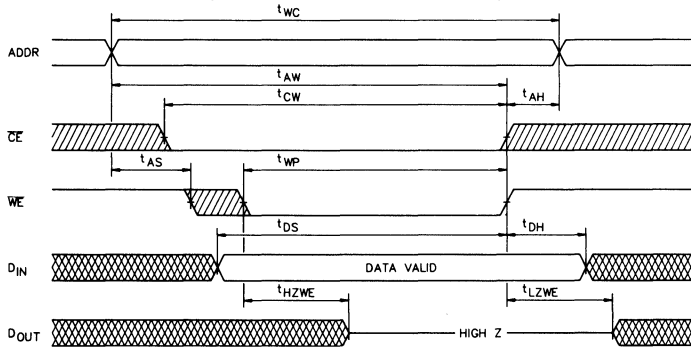 tWC
ADDR
tAW
tCW
tAH
CE
tAS
tWP
WE
tDS
tDH
DIN
DATA VALID
tHZWE
tLZWE
DOUT
HIGH Z